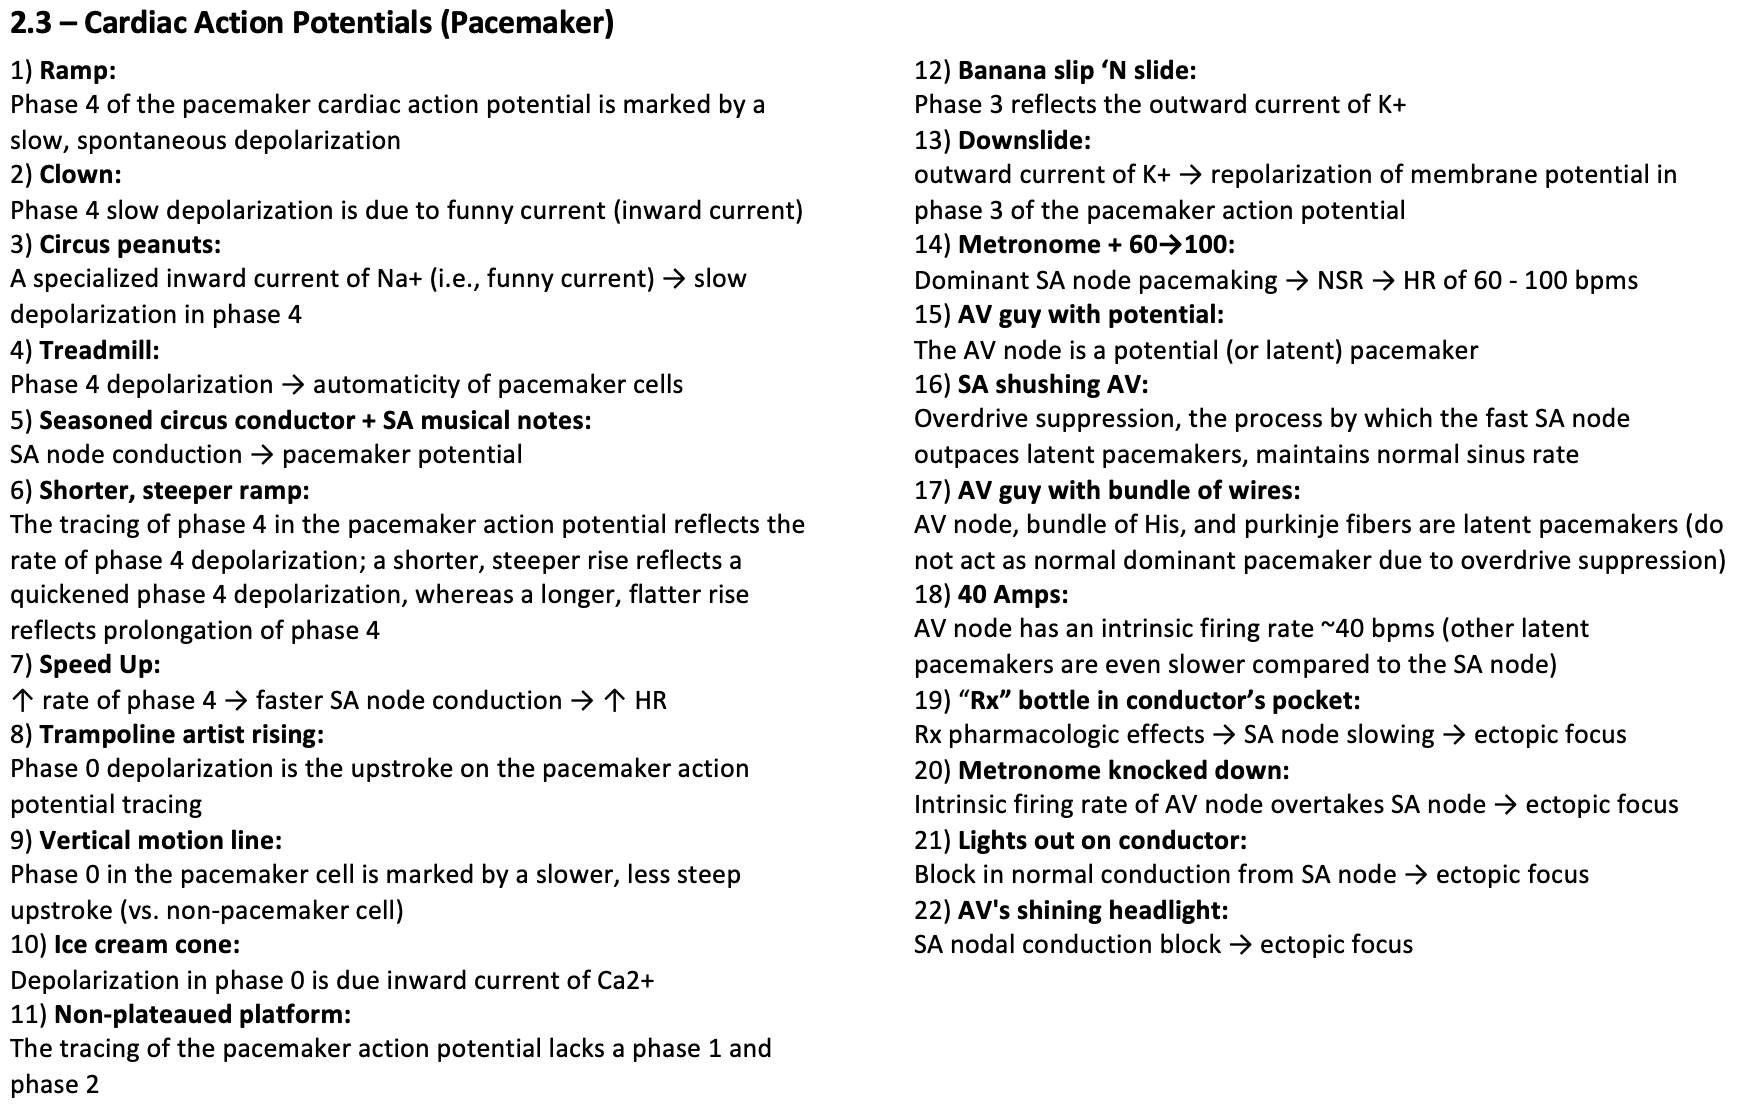 2.3 – Cardiac Action Potentials (Pacemaker)
1) Ramp:
Phase 4 of the pacemaker cardiac action potential is marked by a
slow, spontaneous depolarization
2) Clown:
Phase 4 slow depolarization is due to funny current (inward current)
3) Circus peanuts:
A specialized inward current of Na+ (i.e., funny current) → slow
depolarization in phase 4
4) Treadmill:
Phase 4 depolarization → automaticity of pacemaker cells
5) Seasoned circus conductor + SA musical notes:
SA node conduction → pacemaker potential
6) Shorter, steeper ramp:
The tracing of phase 4 in the pacemaker action potential reflects the
rate of phase 4 depolarization; a shorter, steeper rise reflects a
quickened phase 4 depolarization, whereas a longer, flatter rise
reflects prolongation of phase 4
7) Speed Up:
↑ rate of phase 4 → faster SA node conduction → ↑ HR
8) Trampoline artist rising:
Phase 0 depolarization is the upstroke on the pacemaker action
potential tracing
9) Vertical motion line:
Phase 0 in the pacemaker cell is marked by a slower, less steep
upstroke (vs. non-pacemaker cell)
10) Ice cream cone:
Depolarization in phase 0 is due inward current of Ca2+
11) Non-plateaued platform:
The tracing of the pacemaker action potential lacks a phase 1 and
phase 2
12) Banana slip ‘N slide:
Phase 3 reflects the outward current of K+
13) Downslide:
outward current of K+ → repolarization of membrane potential in
phase 3 of the pacemaker action potential
14) Metronome + 60→100:
Dominant SA node pacemaking → NSR → HR of 60 - 100 bpms
15) AV guy with potential:
The AV node is a potential (or latent) pacemaker
16) SA shushing AV:
Overdrive suppression, the process by which the fast SA node
outpaces latent pacemakers, maintains normal sinus rate
17) AV guy with bundle of wires:
AV node, bundle of His, and purkinje fibers are latent pacemakers (do
not act as normal dominant pacemaker due to overdrive suppression)
18) 40 Amps:
AV node has an intrinsic firing rate ~40 bpms (other latent
pacemakers are even slower compared to the SA node)
19) “Rx” bottle in conductor’s pocket:
Rx pharmacologic effects → SA node slowing → ectopic focus
20) Metronome knocked down:
Intrinsic firing rate of AV node overtakes SA node → ectopic focus
21) Lights out on conductor:
Block in normal conduction from SA node → ectopic focus
22) AV's shining headlight:
SA nodal conduction block → ectopic focus